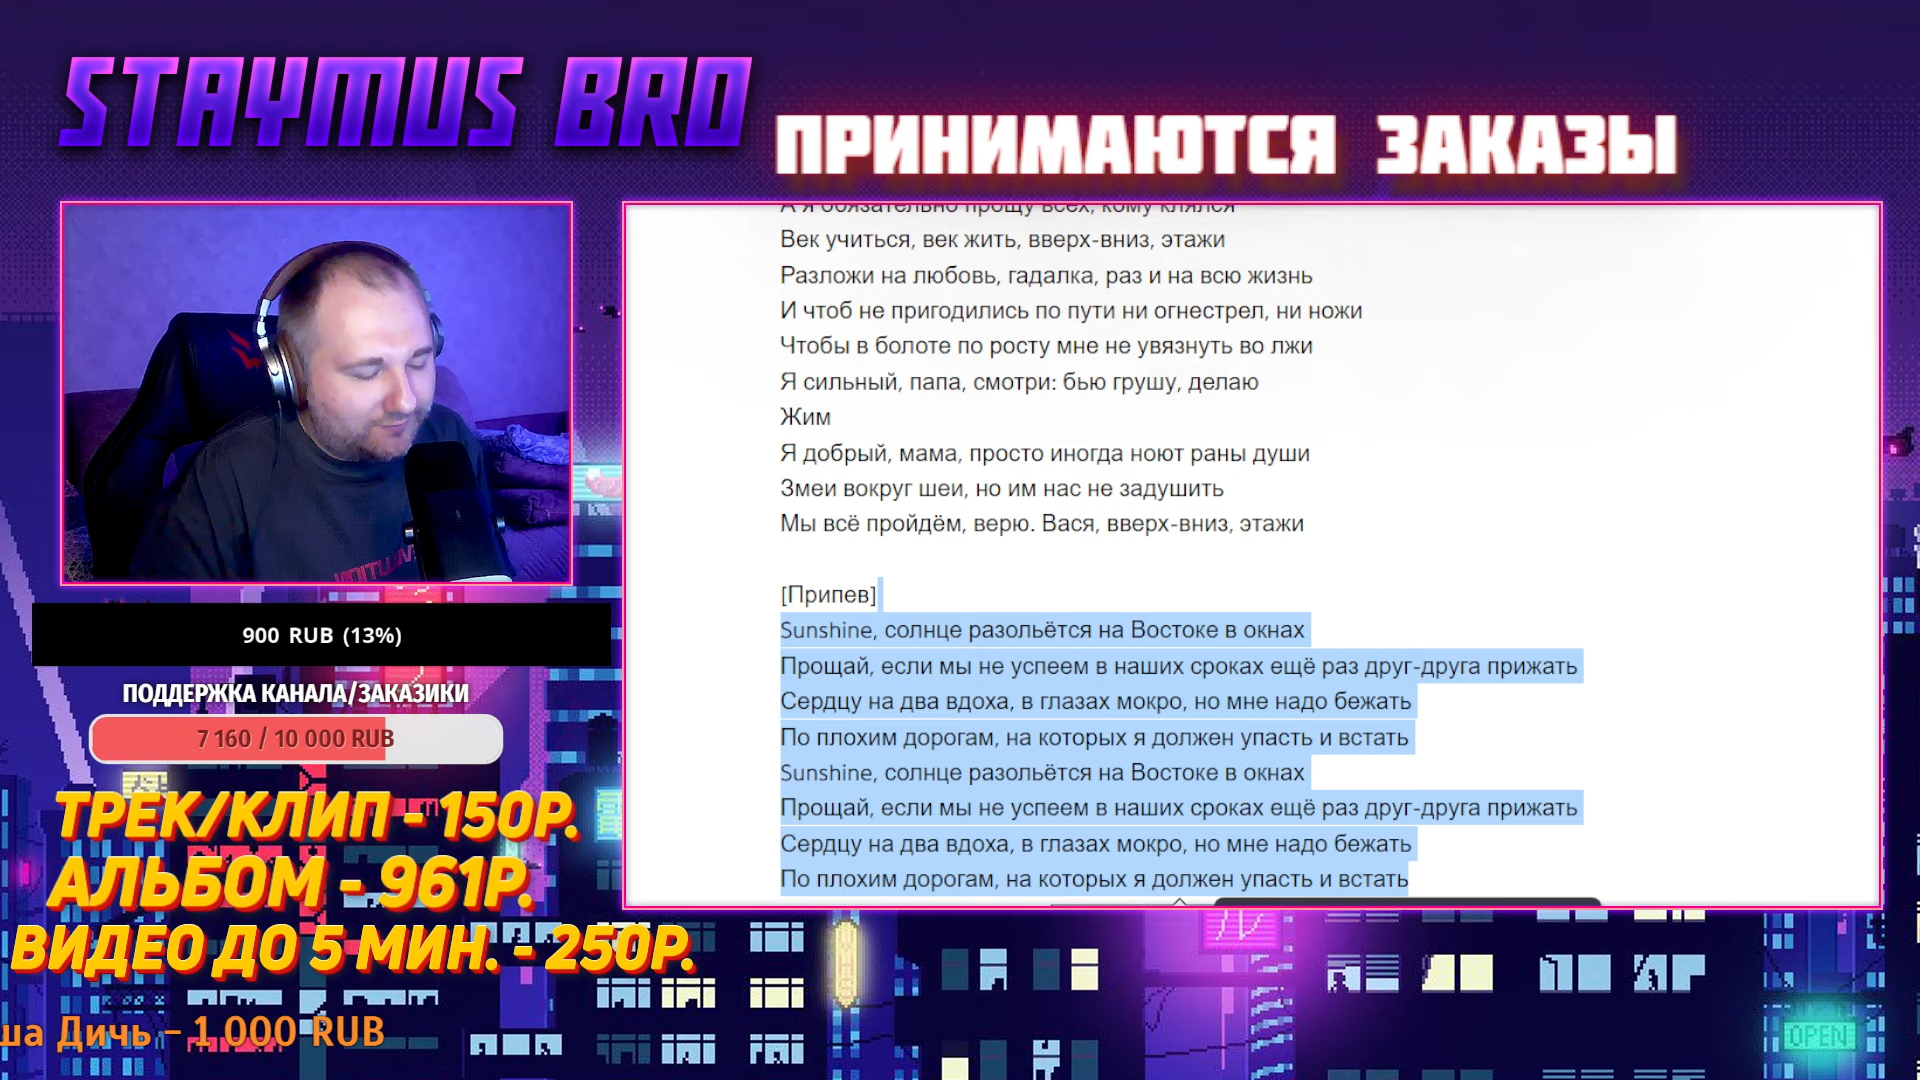 STAYMUS BRO
ПРИНИМАЮТСЯ ЗАКАЗЫ
А я обязательно прощу всех, кому клялся
Век учиться, век жить, вверх-вниз, этажи
Разложи на любовь, гадалка, раз и на всю жизнь
И чтоб не пригодились по пути ни огнестрел, ни ножи
Чтобы в болоте по росту мне не увязнуть во лжи
Я сильный, папа, смотри: бью грушу, делаю
Жим
Я добрый, мама, просто иногда ноют раны души
Змеи вокруг шеи, но им нас не задушить
Мы всё пройдём, верю. Вася, вверх-вниз, этажи
[Припев]
Sunshine, солнце разольётся на Востоке в окнах
Прощай, если мы не успеем в наших сроках ещё раз друг-друга прижать
Сердцу на два вдоха, в глазах мокро, но мне надо бежать
По плохим дорогам, на которых я должен упасть и встать
Sunshine, солнце разольётся на Востоке в окнах
Прощай, если мы не успеем в наших сроках ещё раз друг-друга прижать
Сердцу на два вдоха, в глазах мокро, но мне надо бежать
По плохим дорогам, на которых я должен упасть и встать
900 RUB (13%)
ПОДДЕРЖКА КАНАЛА/ЗАКАЗИКИ
7 160 / 10 000 RUB
ТРЕК/КЛИП - 150Р.
АЛЬБОМ - 961Р.
ВИДЕО ДО 5 МИН. - 250Р.
ша Дичь – 1 000 RUB
OPEN